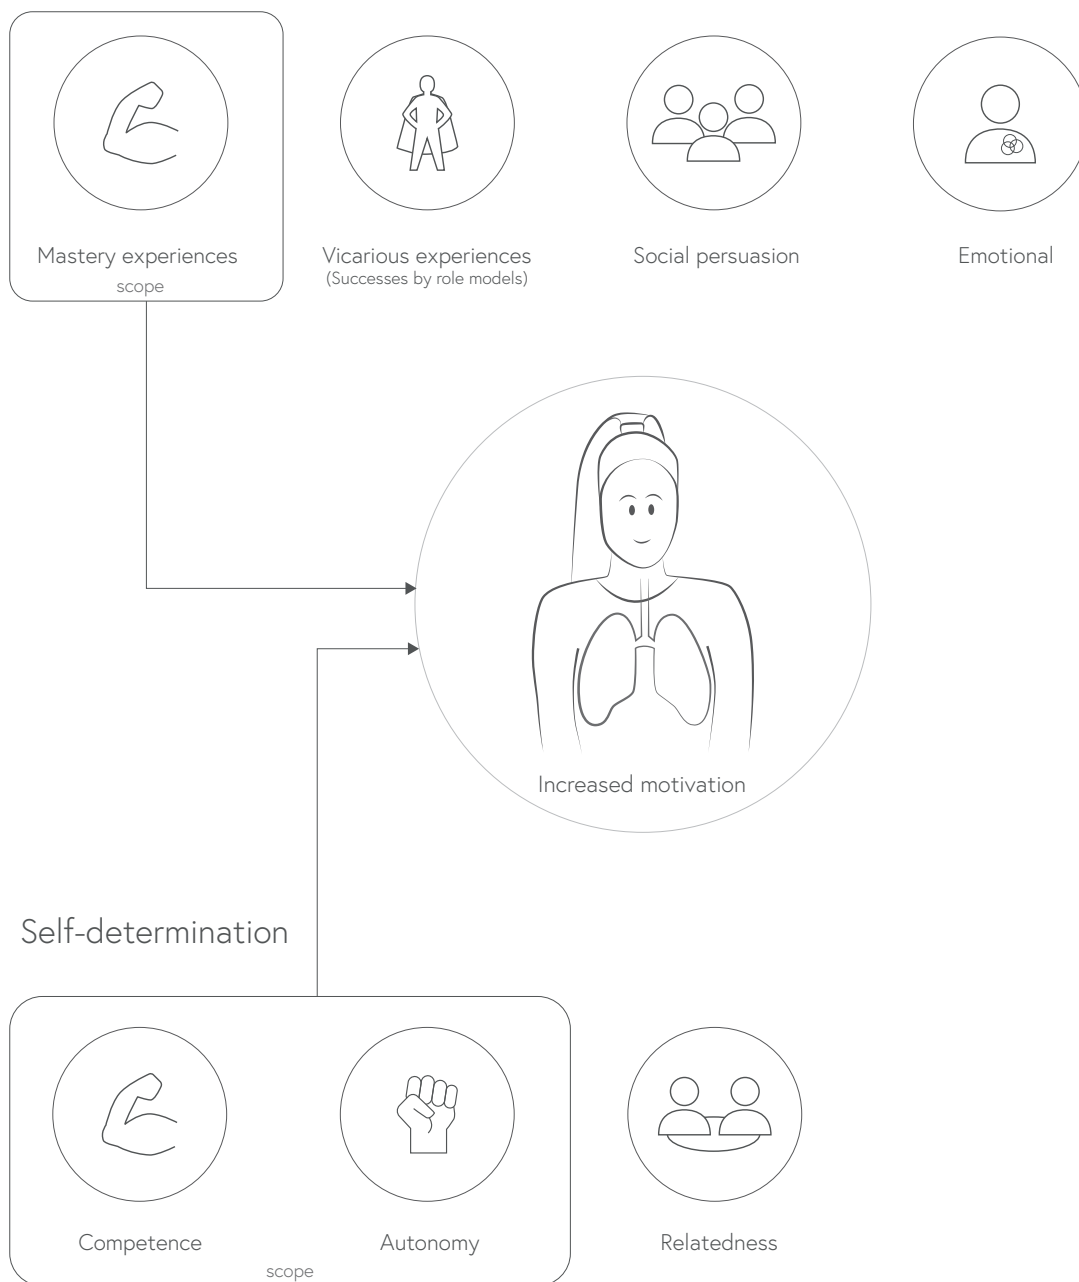 Mastery experiences
scope
Vicarious experiences
(Successes by role models)
Social persuasion
Emotional
Increased motivation
Self-determination
Competence
Autonomy
scope
Relatedness